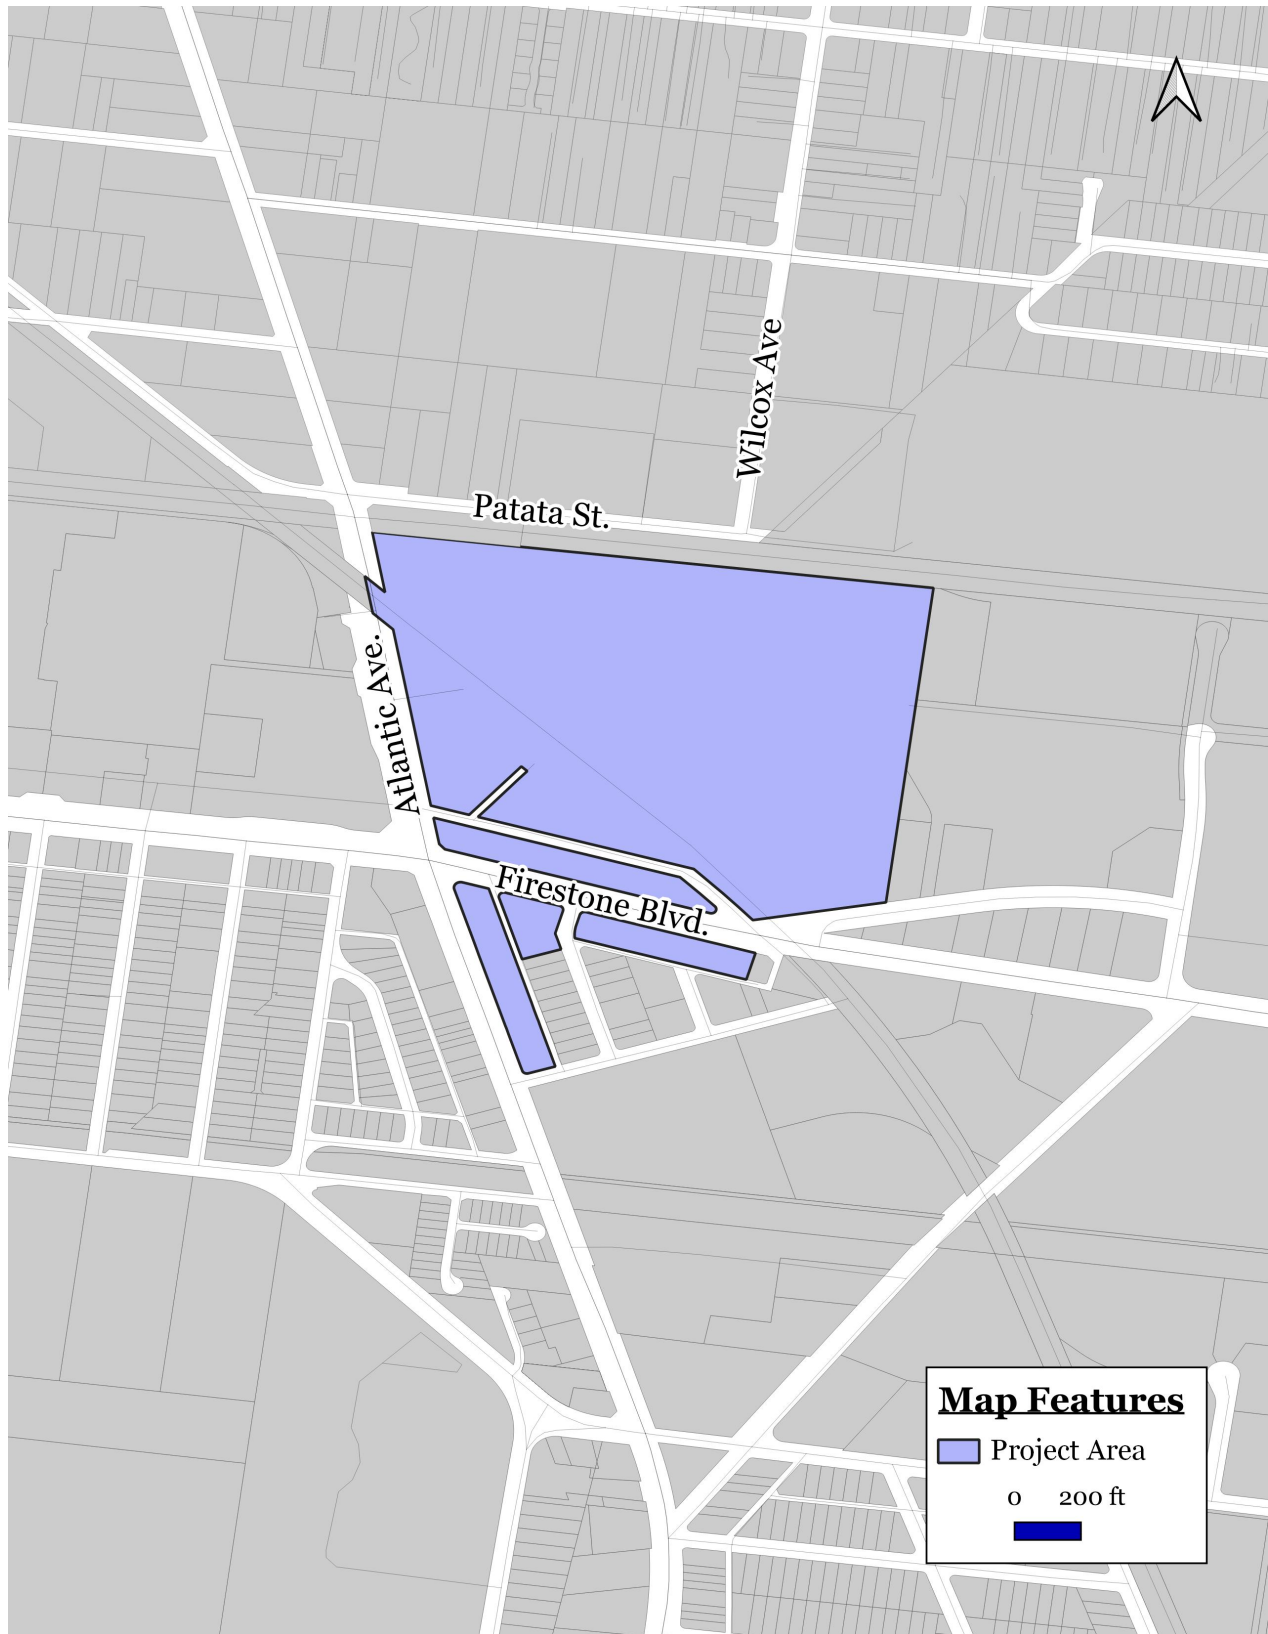 Wilcox Ave
Patata St.
Atlantic Ave.
Firestone Blvd.
Map Features
Project Area
0 200 ft